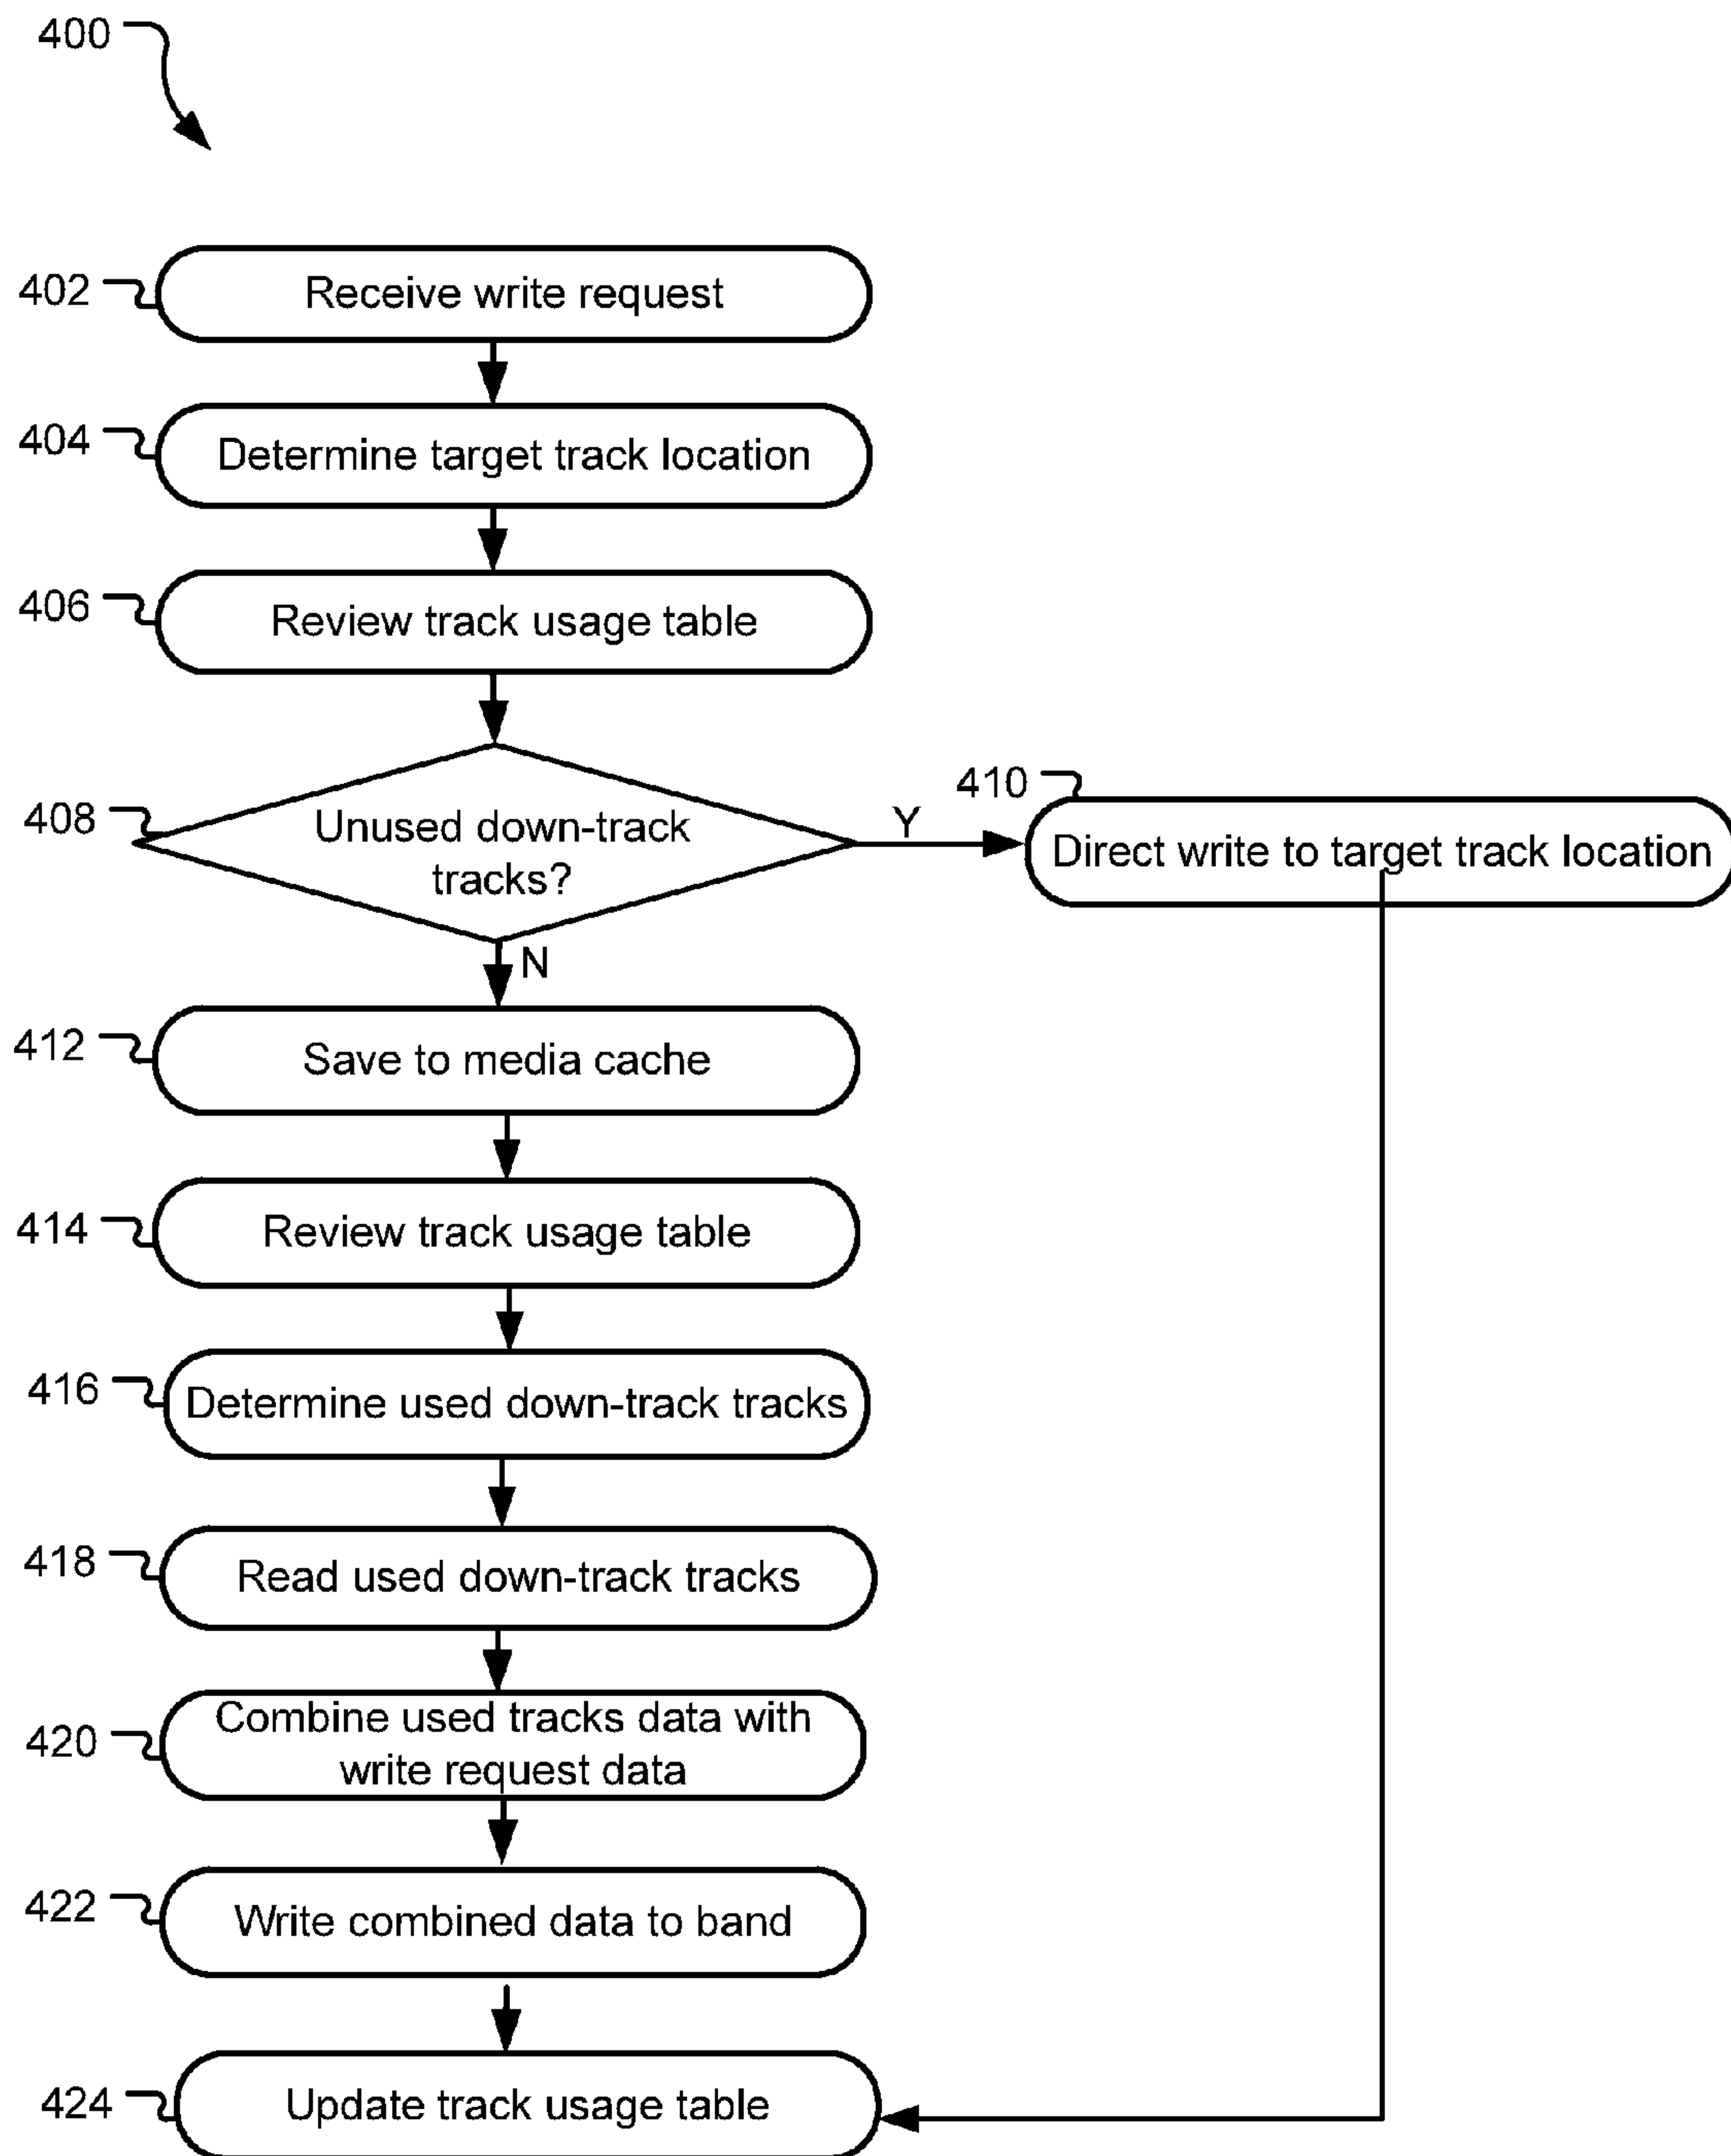 400
402
Receive write request
404
Determine target track location
406
Review track usage table
408
Unused down-track
tracks?
Y
410
Direct write to target track location
N
412
Save to media cache
414
Review track usage table
416
Determine used down-track tracks
418
Read used down-track tracks
420
Combine used tracks data with
write request data
422
Write combined data to band
424
Update track usage table